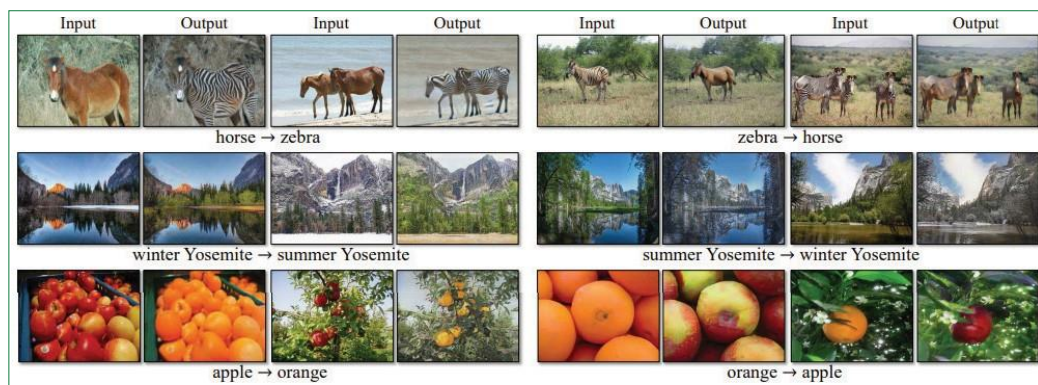 Input Output Input Output Input Output Input Output
horse → zebra zebra → horse
winter Yosemite → summer Yosemite summer Yosemite → winter Yosemite
apple → orange orange → apple